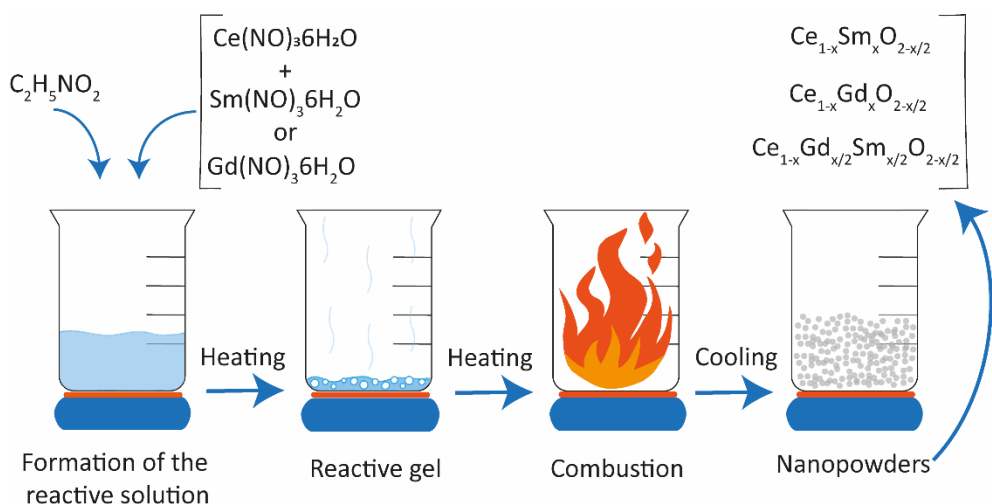 C₂H₅NO₂
Ce(NO)₃6H₂O
+
Sm(NO)₃6H₂O
or
Gd(NO)₃6H₂O
Ce₁₋ₓSmₓO₂₋ₓ/₂
Ce₁₋ₓGdₓO₂₋ₓ/₂
Ce₁₋ₓGdₓ/₂Smₓ/₂O₂₋ₓ/₂
Heating
Heating
Cooling
Formation of the
reactive solution
Reactive gel
Combustion
Nanopowders